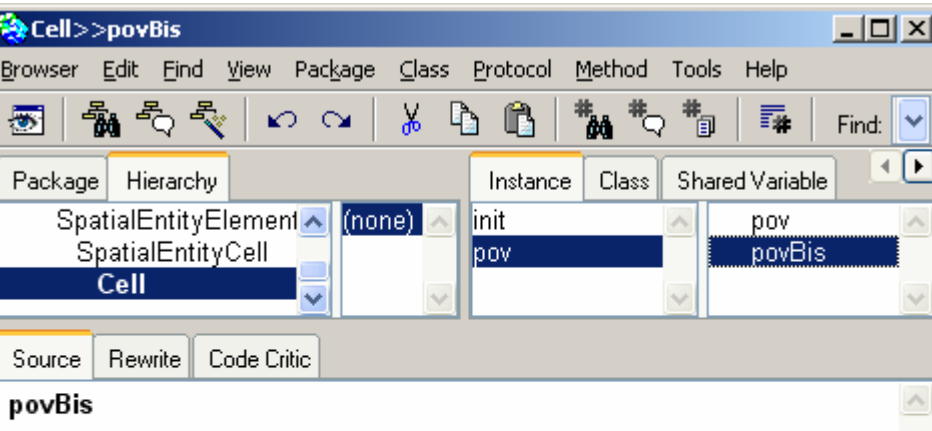 Cell>>povBis
Browser Edit Find View Package Class Protocol Method Tools Help
Find:
Package Hierarchy Instance Class Shared Variable
SpatialEntityElement (none) init pov
SpatialEntityCell pov povBis
Cell
Source Rewrite Code Critic
povBis